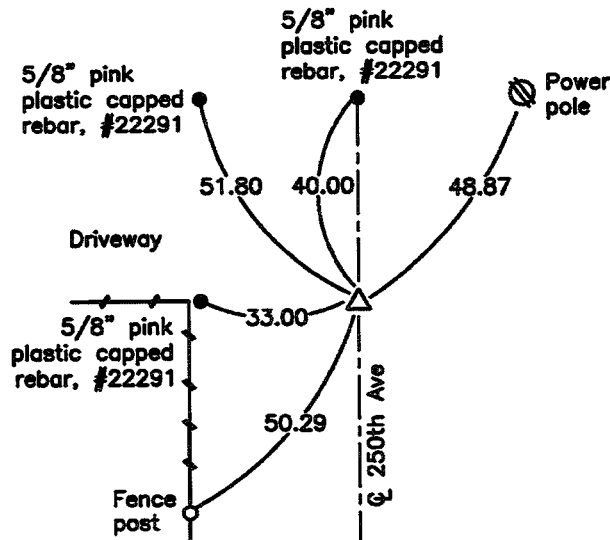 5/8" pink
plastic capped
rebar, #22291
5/8" pink
plastic capped
rebar, #22291
Power
pole
51.80
40.00
48.87
Driveway
33.00
5/8" pink
plastic capped
rebar, #22291
50.29
℄ 250th Ave
Fence
post